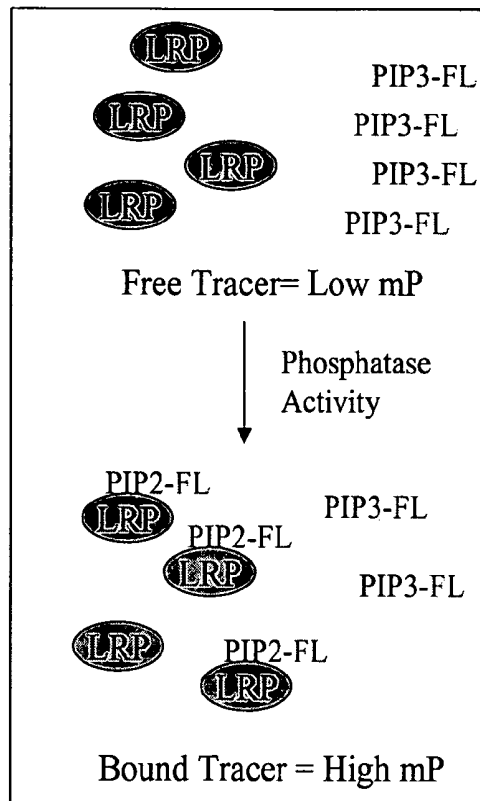 LRP
PIP3-FL
LRP
PIP3-FL
LRP
PIP3-FL
LRP
PIP3-FL
Free Tracer= Low mP
Phosphatase
Activity
PIP2-FL
LRP
PIP3-FL
PIP2-FL
LRP
PIP3-FL
LRP
PIP2-FL
LRP
Bound Tracer = High mP